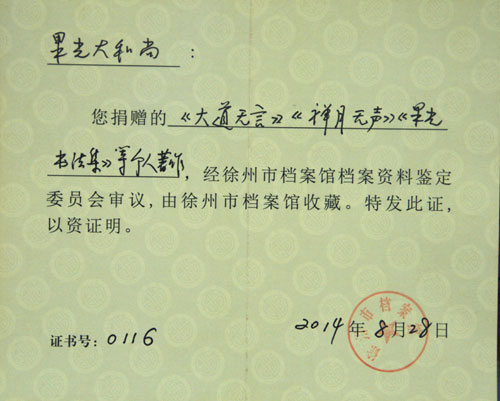 果光大和尚：
您捐赠的《大道无言》《禅月无声》《果光
书法集》等个人著作，经徐州市档案馆档案资料鉴定
委员会审议，由徐州市档案馆收藏。特发此证，
以资证明。
2014年8月28日
证书号：0116